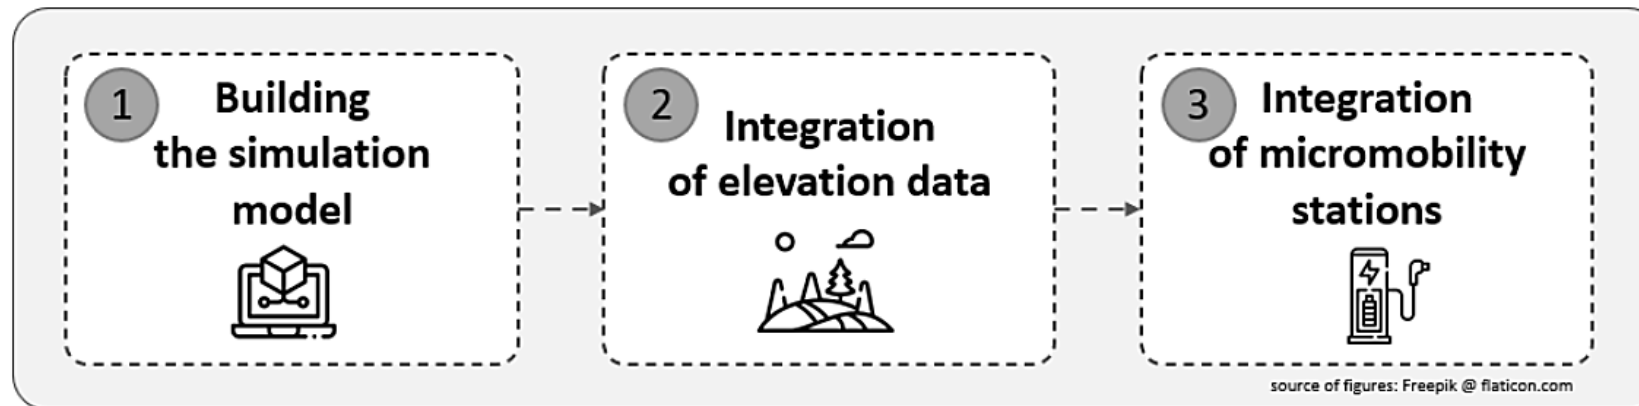 1
Building
the simulation
model
2
Integration
of elevation data
3
Integration
of micromobility
stations
source of figures: Freepik @ flaticon.com